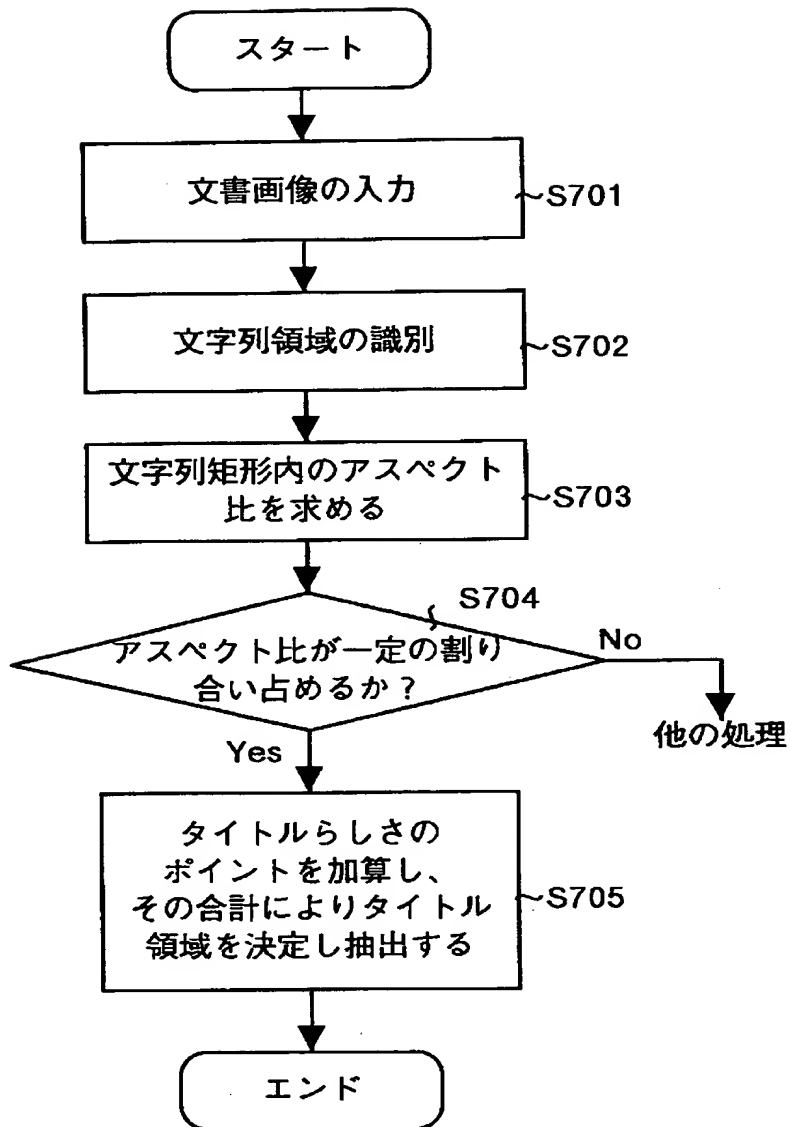 スタート
文書画像の入力
S701
文字列領域の識別
S702
文字列矩形内のアスペクト
比を求める
S703
S704
アスペクト比が一定の割り
合い占めるか？
No
他の処理
Yes
タイトルらしさの
ポイントを加算し、
その合計によりタイトル
領域を決定し抽出する
S705
エンド